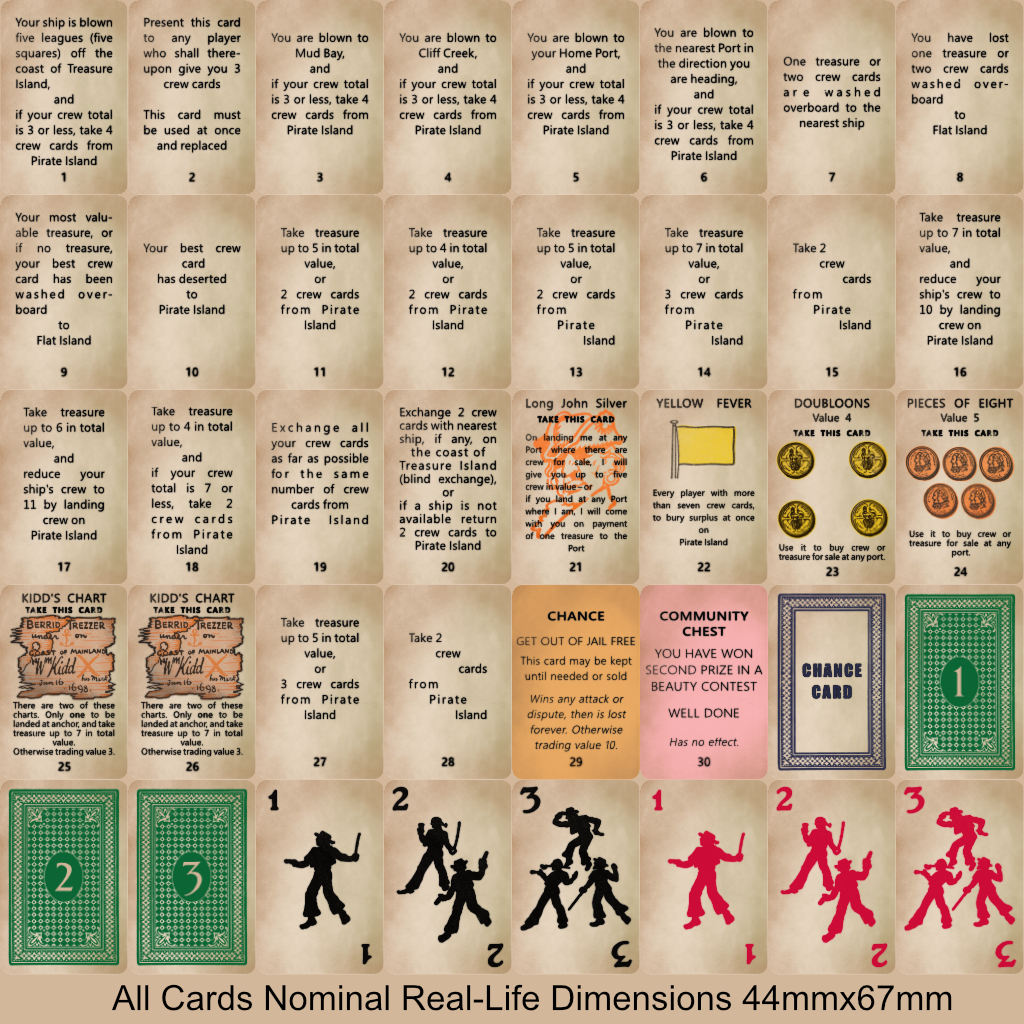 Your ship is blown
five leagues (five
squares) off the
coast of Treasure
Island,
and
if your crew total
is 3 or less, take 4
crew cards from
Pirate Island
1
Present this card
to any player
who shall there-
upon give you 3
crew cards
This card must
be used at once
and replaced
2
You are blown to
Mud Bay,
and
if your crew total
is 3 or less, take 4
crew cards from
Pirate Island
3
You are blown to
Cliff Creek,
and
if your crew total
is 3 or less, take 4
crew cards from
Pirate Island
4
You are blown to
your Home Port,
and
if your crew total
is 3 or less, take 4
crew cards from
Pirate Island
5
You are blown to
the nearest Port in
the direction you
are heading,
and
if your crew total
is 3 or less, take 4
crew cards from
Pirate Island
6
One treasure or
two crew cards
are washed
overboard to the
nearest ship
7
You have lost
one treasure or
two crew cards
washed over-
board
to
Flat Island
8
Your most valu-
able treasure, or
if no treasure,
your best crew
card has been
washed over-
board
to
Flat Island
9
Your best crew
card
has deserted
to
Pirate Island
10
Take treasure
up to 5 in total
value,
or
2 crew cards
from Pirate
Island
11
Take treasure
up to 4 in total
value,
or
2 crew cards
from Pirate
Island
12
Take treasure
up to 5 in total
value,
or
2 crew cards
from
Pirate
Island
13
Take treasure
up to 7 in total
value,
or
3 crew cards
from
Pirate
Island
14
Take 2
crew
cards
from
Pirate
Island
15
Take treasure
up to 7 in total
value,
and
reduce your
ship's crew to
10 by landing
crew on
Pirate Island
16
Take treasure
up to 6 in total
value,
and
reduce your
ship's crew to
11 by landing
crew on
Pirate Island
17
Take treasure
up to 4 in total
value,
and
if your crew
total is 7 or
less, take 2
crew cards
from Pirate
Island
18
Exchange all
your crew cards
as far as possible
for the same
number of crew
cards from
Pirate Island
19
Exchange 2 crew
cards with nearest
ship, if any, on
the coast of
Treasure Island
(blind exchange),
or
if a ship is not
available return
2 crew cards to
Pirate Island
20
Long John Silver
TAKE THIS CARD
On landing me at any
Port where there are
crew for sale, I will
give you up to five
crew in value—or
if you land at any Port
where I am, I will come
with you on payment
of one treasure to the
Port
21
YELLOW FEVER
Every player with more
than seven crew cards,
to bury surplus at once
on
Pirate Island
22
DOUBLOONS
Value 4
TAKE THIS CARD
Use it to buy crew or
treasure for sale at any port.
23
PIECES OF EIGHT
Value 5
TAKE THIS CARD
Use it to buy crew or
treasure for sale at any
port.
24
KIDD'S CHART
TAKE THIS CARD
BERRID TREZZER
under on
COAST OF MAINLAND
by Wm Kidd X
his Mark
Jan 16 1698.
There are two of these
charts. Only one to be
landed at anchor, and take
treasure up to 7 in total
value.
Otherwise trading value 3.
25
KIDD'S CHART
TAKE THIS CARD
BERRID TREZZER
under on
COAST OF MAINLAND
by Wm Kidd X
his Mark
Jan 16 1698.
There are two of these
charts. Only one to be
landed at anchor, and take
treasure up to 7 in total
value.
Otherwise trading value 3.
26
Take treasure
up to 5 in total
value,
or
3 crew cards
from Pirate
Island
27
Take 2
crew
cards
from
Pirate
Island
28
CHANCE
GET OUT OF JAIL FREE
This card may be kept
until needed or sold
Wins any attack or
dispute, then is lost
forever. Otherwise
trading value 10.
29
COMMUNITY
CHEST
YOU HAVE WON
SECOND PRIZE IN A
BEAUTY CONTEST
WELL DONE
Has no effect.
30
CHANCE
CARD
1
2
3
1
1
2
2
3
3
1
1
2
2
3
3
All Cards Nominal Real-Life Dimensions 44mmx67mm